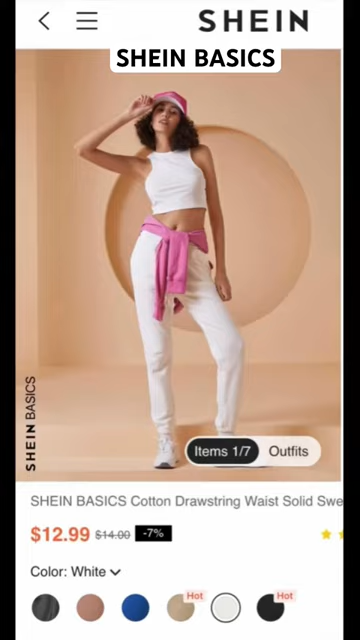 SHEIN
SHEIN BASICS
SHEIN BASICS
Items 1/7 Outfits
SHEIN BASICS Cotton Drawstring Waist Solid Swe
$12.99 $14.00 -7%
Color: White
Hot Hot